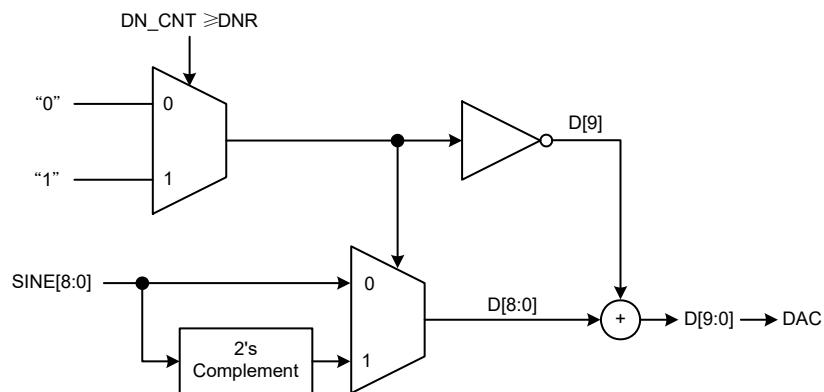 DN_CNT ≥DNR
“0”
0
D[9]
“1”
1
SINE[8:0]
0
D[8:0]
+
D[9:0]
DAC
2's
Complement
1